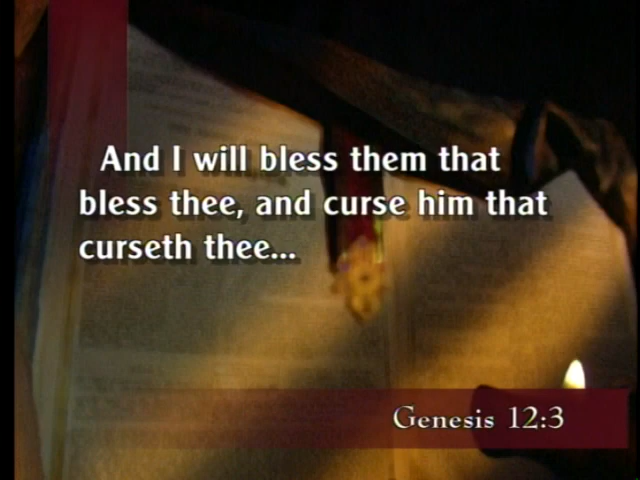 And I will bless them that
bless thee, and curse him that
curseth thee...
Genesis 12:3